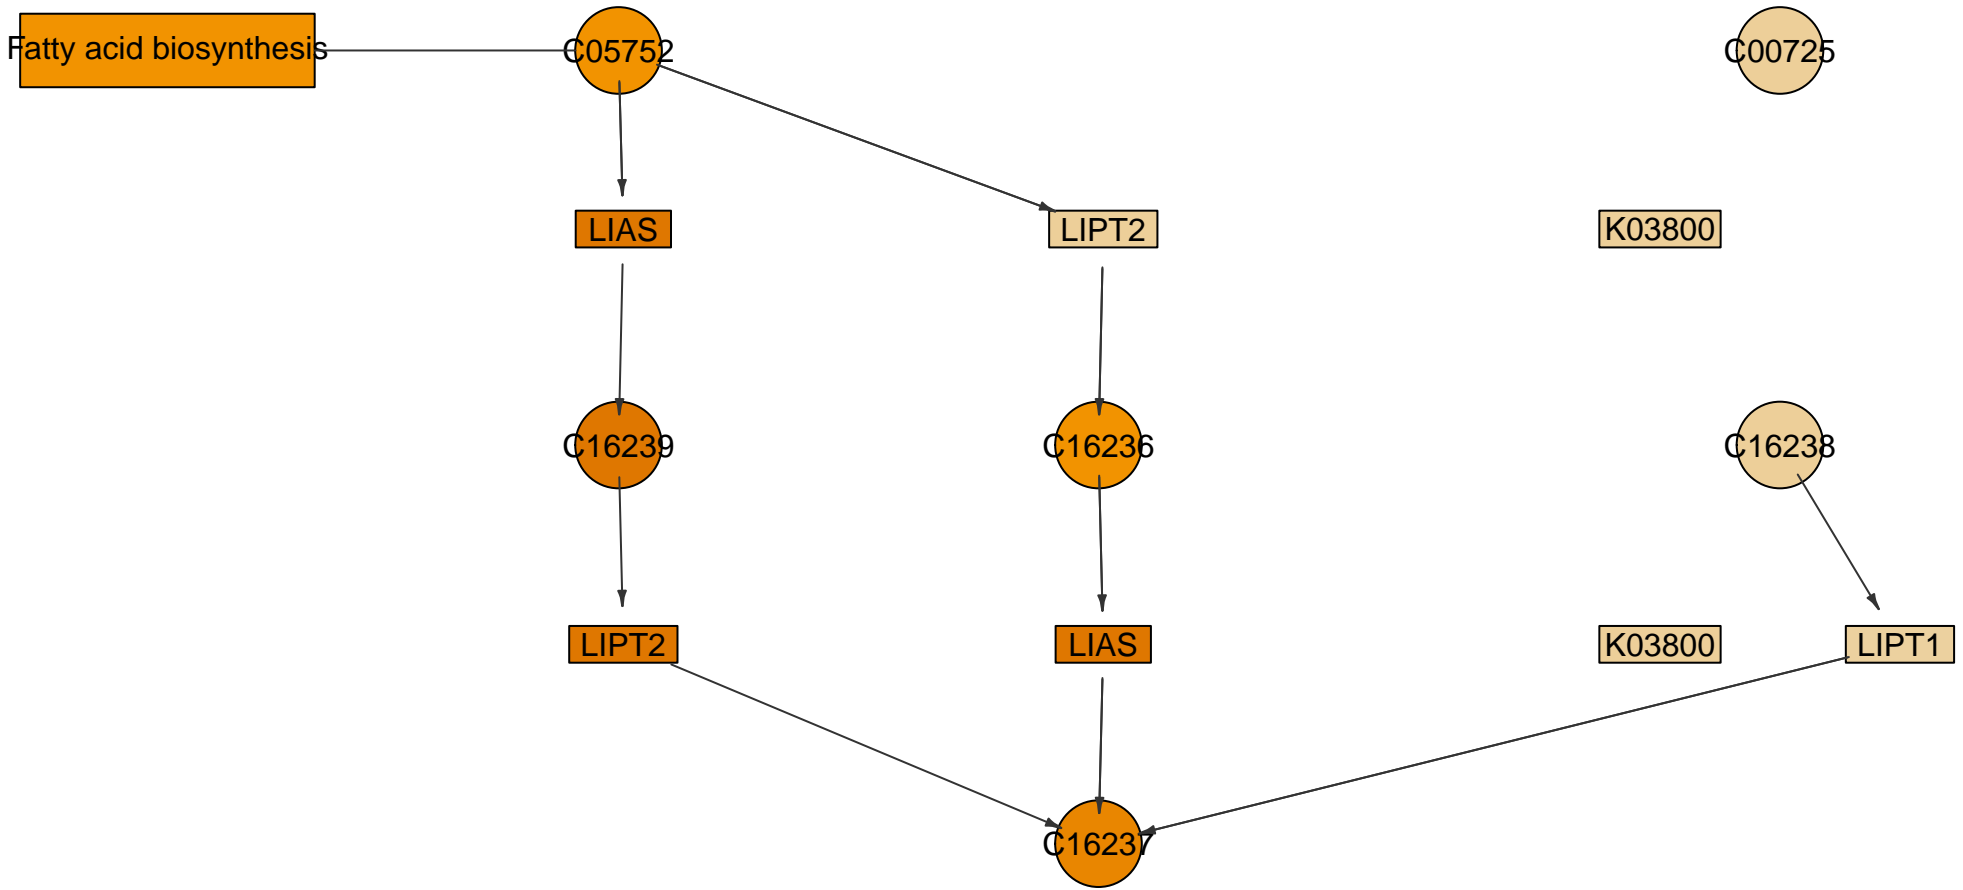 Fatty acid biosynthesis
C05752
C00725
LIAS
LIPT2
K03800
C16239
C16236
C16238
LIPT2
LIAS
K03800
LIPT1
C16237